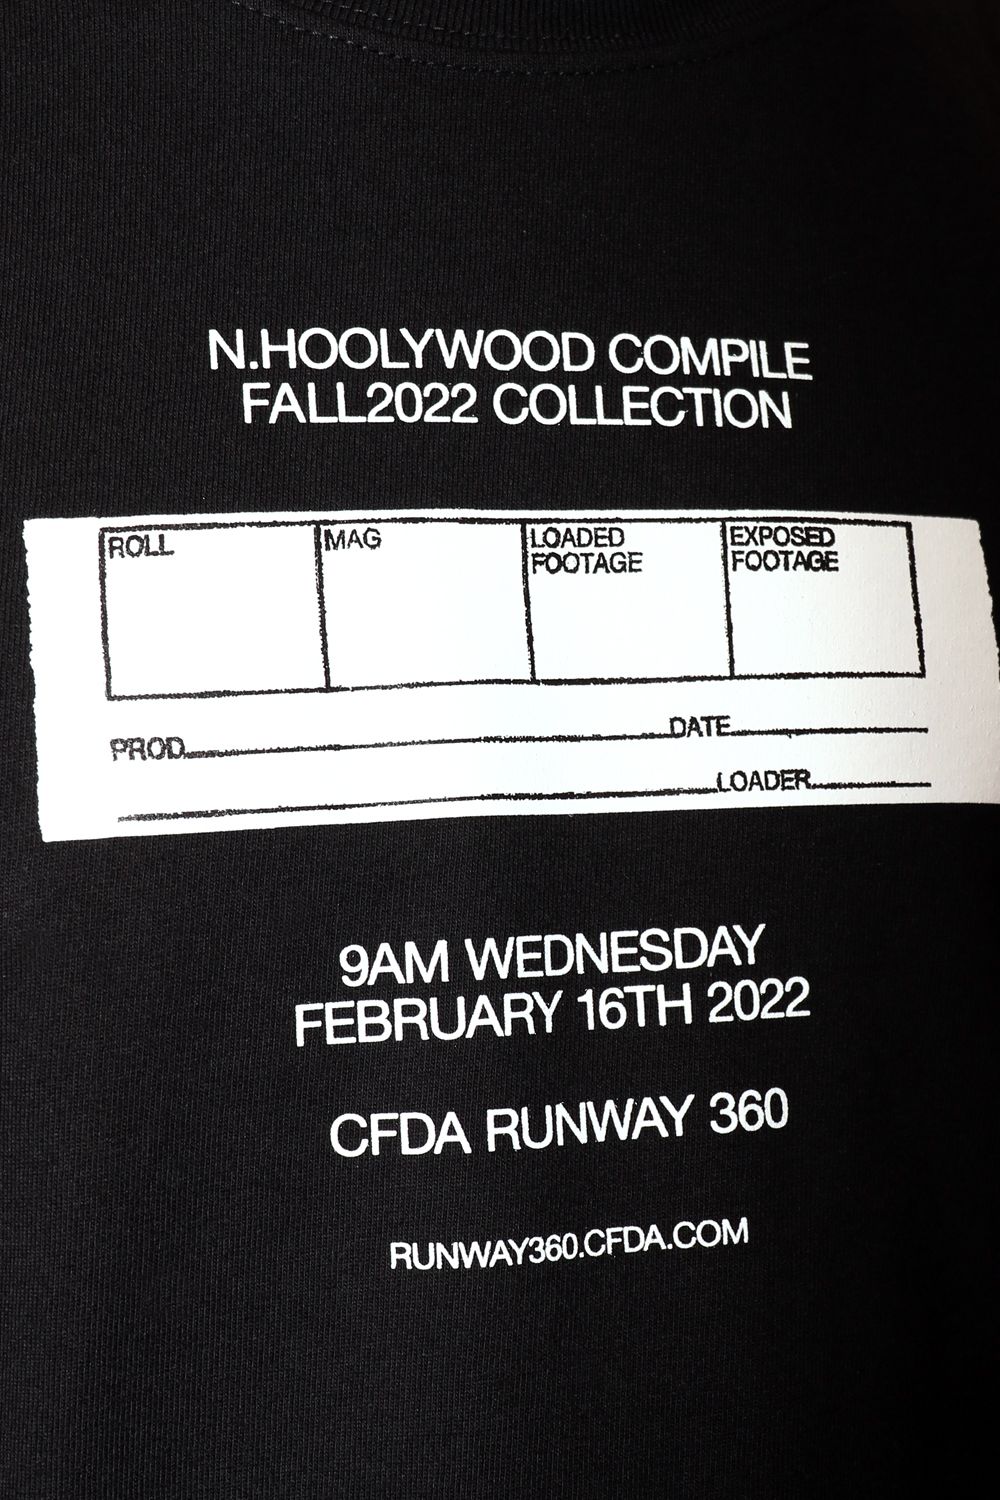 N.HOOLYWOOD COMPILE
FALL2022 COLLECTION
ROLL MAG LOADED FOOTAGE EXPOSED FOOTAGE
PROD. DATE
LOADER
9AM WEDNESDAY
FEBRUARY 16TH 2022
CFDA RUNWAY 360
RUNWAY360.CFDA.COM